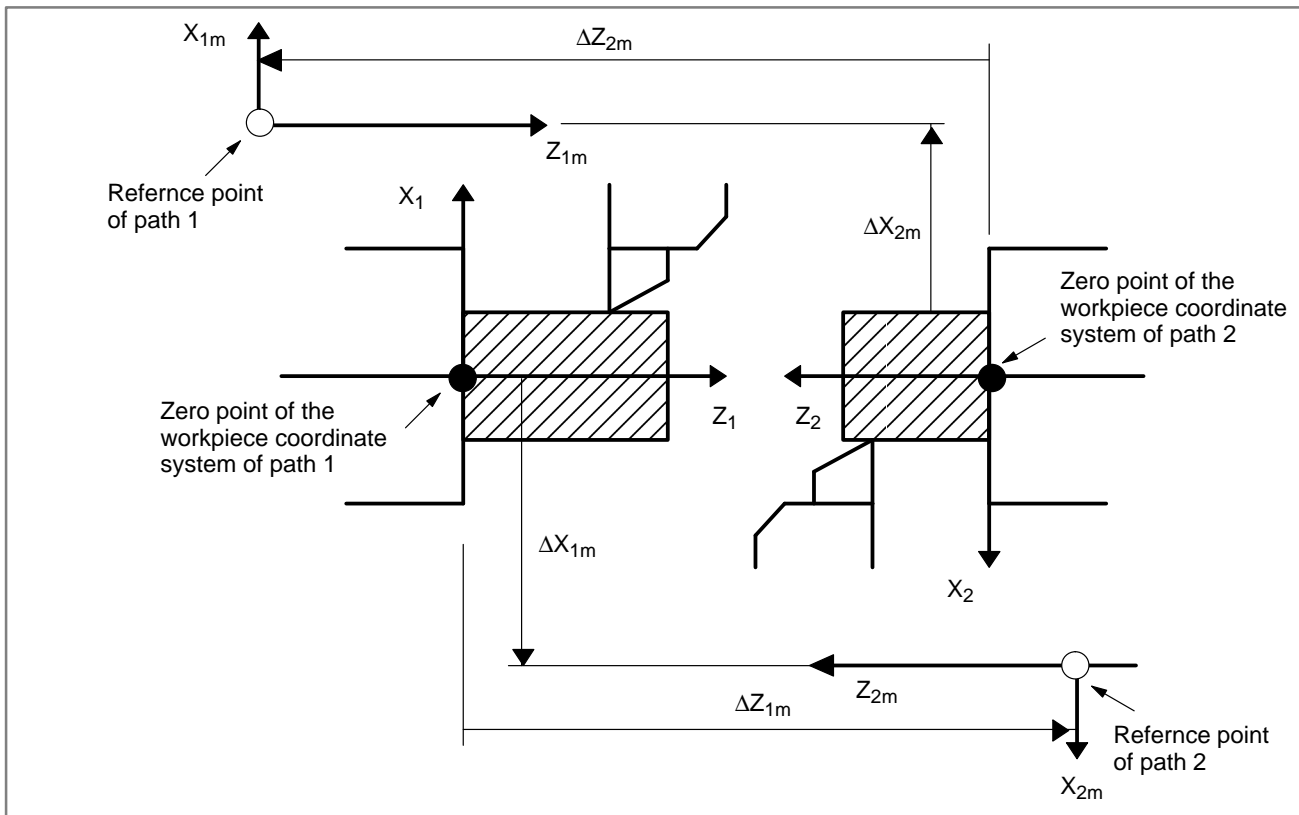 X1m
ΔZ2m
Z1m
Refernce point
of path 1
X1
ΔX2m
Zero point of the
workpiece coordinate
system of path 2
Z1
Z2
Zero point of the
workpiece coordinate
system of path 1
ΔX1m
X2
Z2m
ΔZ1m
Refernce point
of path 2
X2m